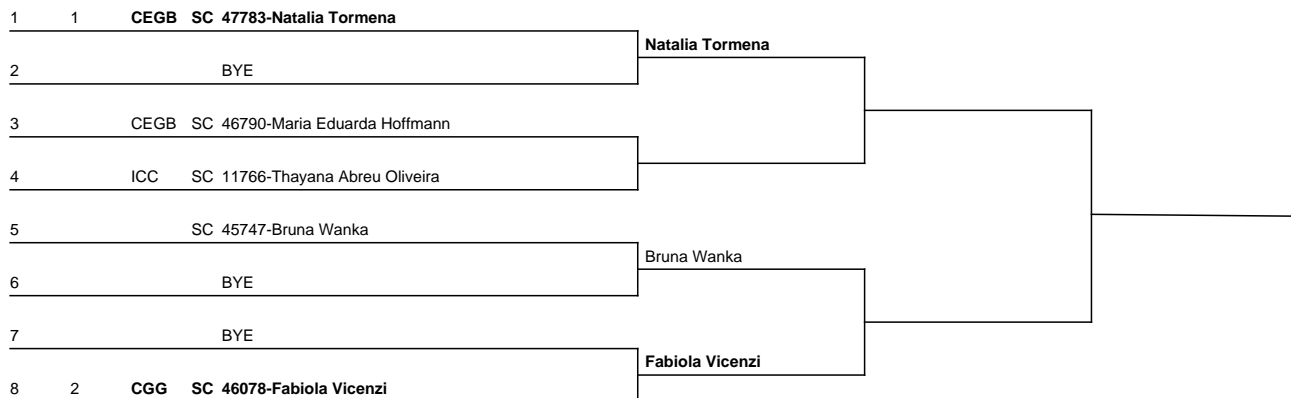 1 1 CEGB SC 47783-Natalia Tormena
Natalia Tormena
2 BYE
3 CEGB SC 46790-Maria Eduarda Hoffmann
4 ICC SC 11766-Thayana Abreu Oliveira
5 SC 45747-Bruna Wanka
Bruna Wanka
6 BYE
7 BYE
Fabiola Vicenzi
8 2 CGG SC 46078-Fabiola Vicenzi